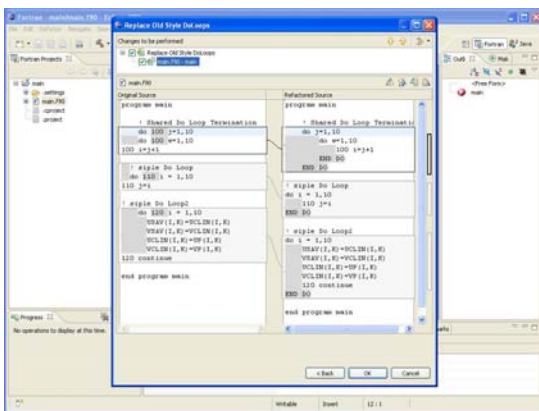 Fortran - main/main.f90
Replace Old Style DoLoops
Changes to be performed
Replace Old Style DoLoops
main.f90 - main
main.f90
Original Source
Refactored Source
program main
! Shared Do Loop Termination
do 100 j=1,10
do 100 w=1,10
100 i=j+1
! siple Do Loop
do 110 i = 1,10
110 j=i
! siple Do Loop2
do 120 i = 1,10
USAV(I,K)=UCLIN(I,K)
VSAV(I,K)=VCLIN(I,K)
UCLIN(I,K)=UP(I,K)
VCLIN(I,K)=VP(I,K)
120 continue
end program main
program main
! Shared Do Loop Terminatic
do j=1,10
do w=1,10
100 i=j+1
END DO
END DO
! siple Do Loop
do i = 1,10
110 j=i
END DO
! siple Do Loop2
do i = 1,10
USAV(I,K)=UCLIN(I,K)
VSAV(I,K)=VCLIN(I,K)
UCLIN(I,K)=UP(I,K)
VCLIN(I,K)=VP(I,K)
120 continue
END DO
end program main
< Back
OK
Cancel
Fortran Projects
main
.settings
main.f90
.cproject
.project
Fortran
Java
<Free Form>
main
Progress
No operations to display at this time.
Writable
Insert
12 : 1